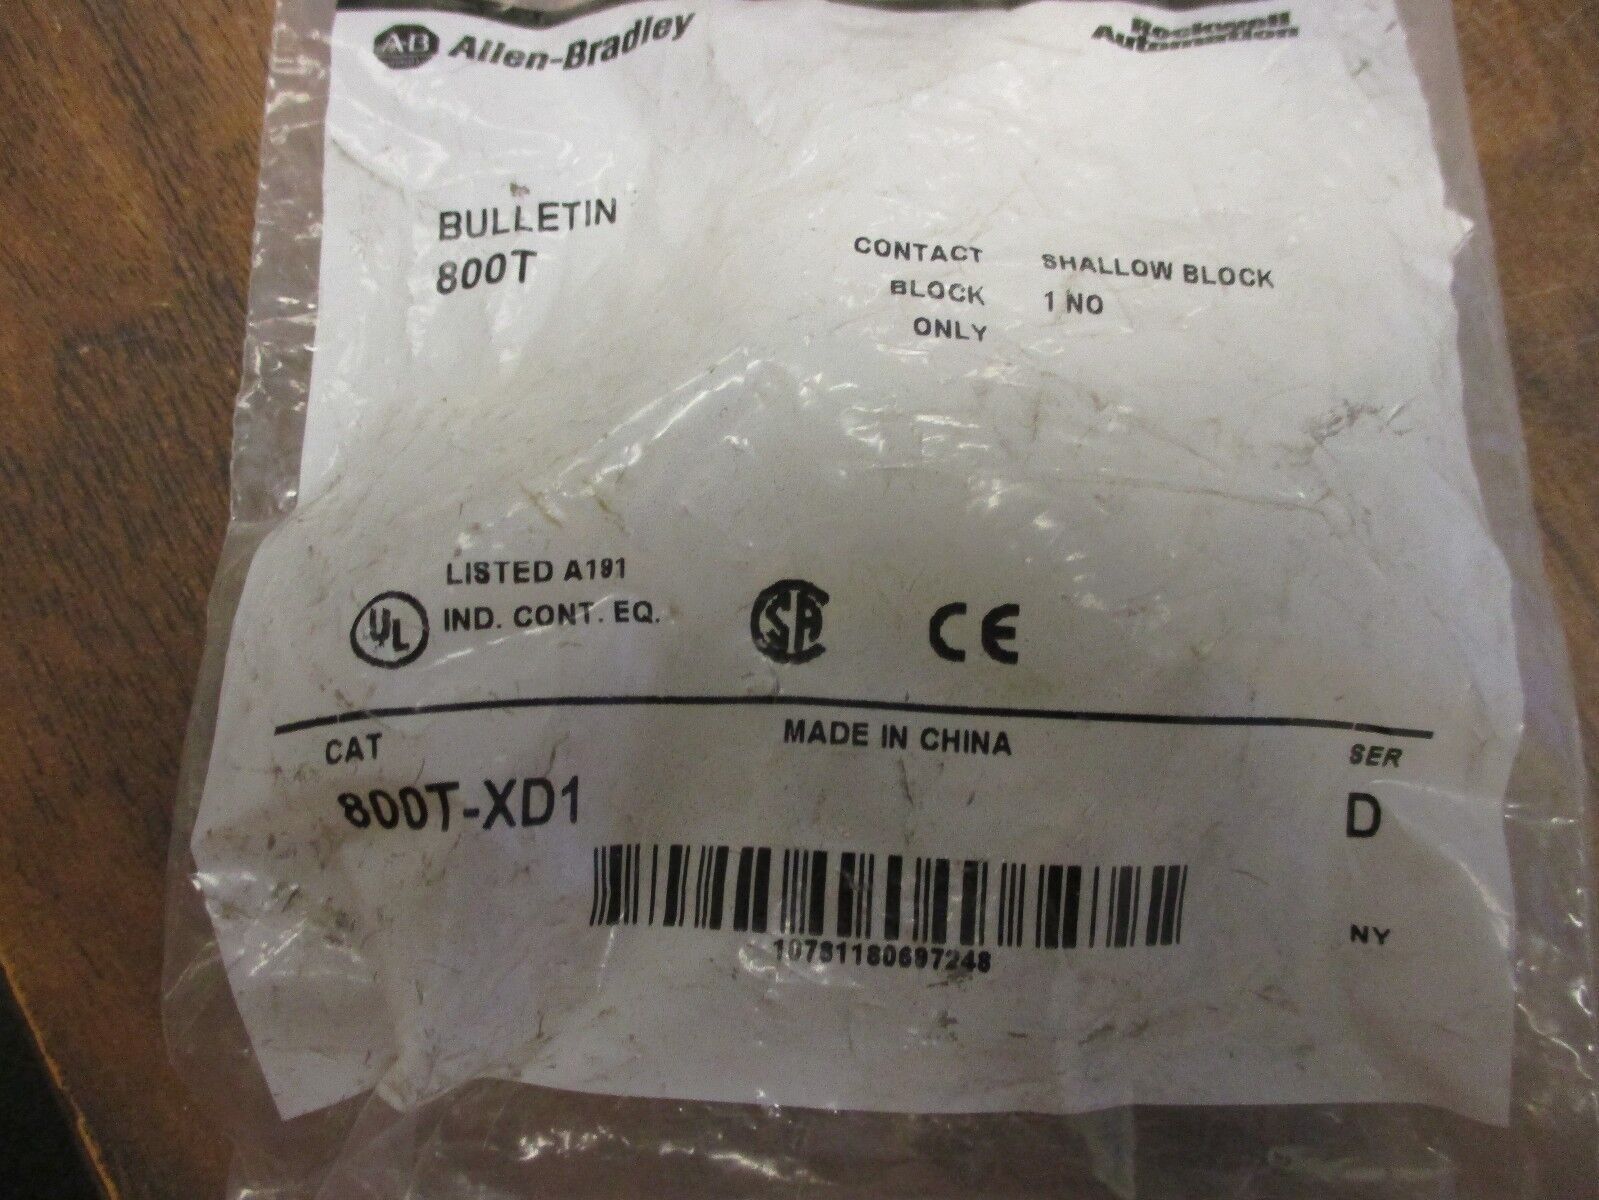 AB Allen-Bradley
Rockwell
Automation
BULLETIN
800T
CONTACT SHALLOW BLOCK
BLOCK 1 NO
ONLY
LISTED A191
UL IND. CONT. EQ.
SA CE
MADE IN CHINA
CAT SER
800T-XD1 D
10781180697248
NY